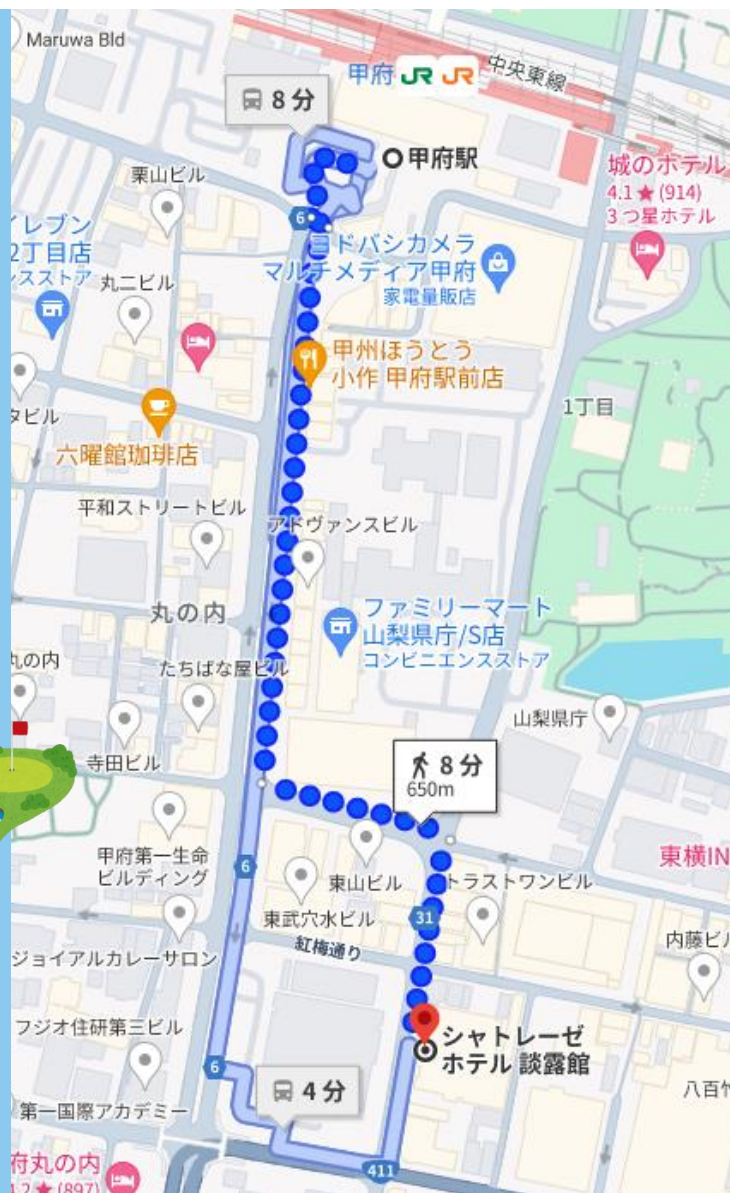 Maruwa Bld
甲府 JR JR
中央東線
8 分
甲府駅
城のホテル
4.1 ★ (914)
3 つ星ホテル
栗山ビル
6
イレブン
2丁目店
ンスストア
ヨドバシカメラ
マルチメディア甲府
家電量販店
丸二ビル
甲州ほうとう
小作 甲府駅前店
1丁目
タビル
六曜館珈琲店
平和ストリートビル
アドヴァンスビル
丸の内
ファミリーマート
山梨県庁/S店
コンビニエンスストア
丸の内
たちばな屋ビル
山梨県庁
寺田ビル
8 分
650m
甲府第一生命
ビルディング
6
東山ビル
トラストワンビル
東横IN
東武穴水ビル
31
紅梅通り
内藤ビ
ジョイアルカレーサロン
フジオ住研第三ビル
シャトレーゼ
ホテル 談露館
6
4 分
八百竹
第一国際アカデミー
府丸の内
4.2 ★ (897)
411